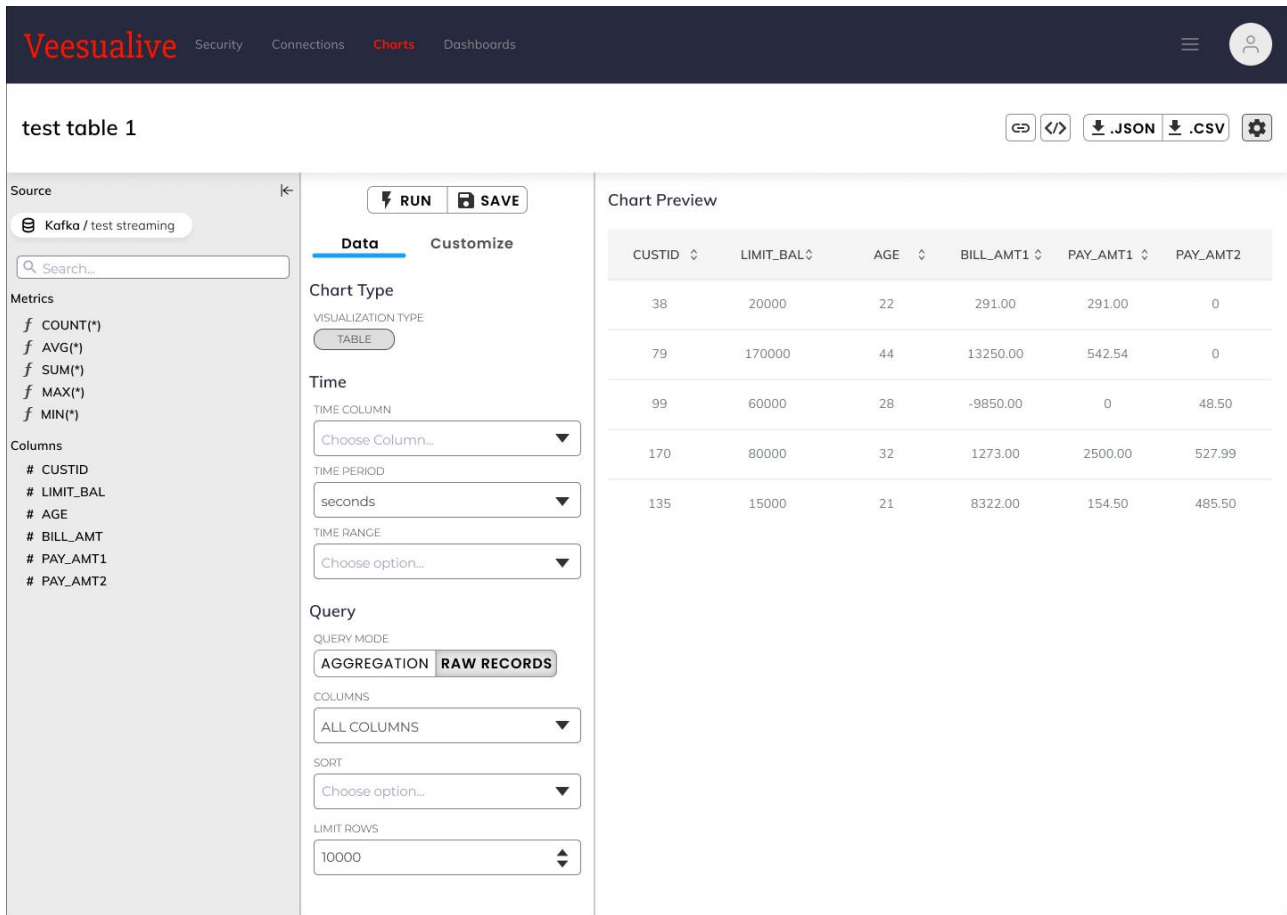 Veesualive Security Connections Charts Dashboards
test table 1
</> .JSON .CSV
Source
Kafka / test streaming
Search...
Metrics
f COUNT(*)
f AVG(*)
f SUM(*)
f MAX(*)
f MIN(*)
Columns
# CUSTID
# LIMIT_BAL
# AGE
# BILL_AMT
# PAY_AMT1
# PAY_AMT2
RUN SAVE
Data Customize
Chart Type
VISUALIZATION TYPE
TABLE
Time
TIME COLUMN
Choose Column...
TIME PERIOD
seconds
TIME RANGE
Choose option...
Query
QUERY MODE
AGGREGATION RAW RECORDS
COLUMNS
ALL COLUMNS
SORT
Choose option...
LIMIT ROWS
10000
Chart Preview
CUSTID LIMIT_BAL AGE BILL_AMT1 PAY_AMT1 PAY_AMT2
38 20000 22 291.00 291.00 0
79 170000 44 13250.00 542.54 0
99 60000 28 -9850.00 0 48.50
170 80000 32 1273.00 2500.00 527.99
135 15000 21 8322.00 154.50 485.50